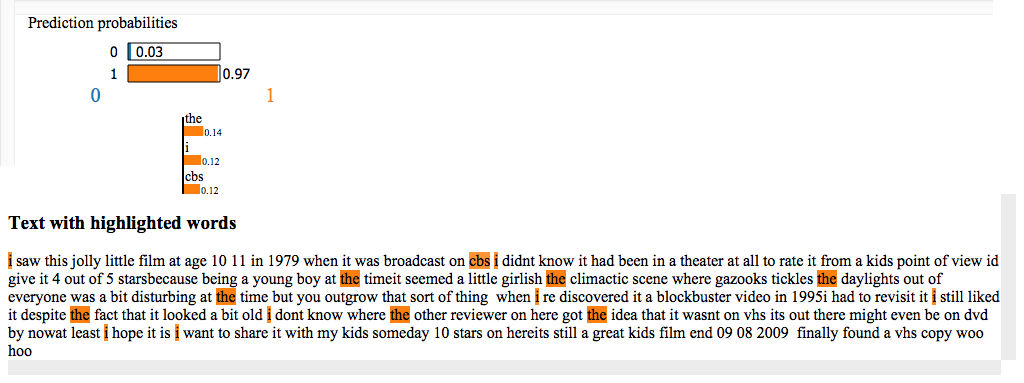 Prediction probabilities
0 0.03
1 0.97
0 1
the
0.14
i
0.12
cbs
0.12
Text with highlighted words
i saw this jolly little film at age 10 11 in 1979 when it was broadcast on cbs i didnt know it had been in a theater at all to rate it from a kids point of view id
give it 4 out of 5 starsbecause being a young boy at the timeit seemed a little girlish the climactic scene where gazooks tickles the daylights out of
everyone was a bit disturbing at the time but you outgrow that sort of thing when i re discovered it a blockbuster video in 1995i had to revisit it i still liked
it despite the fact that it looked a bit old i dont know where the other reviewer on here got the idea that it wasnt on vhs its out there might even be on dvd
by nowat least i hope it is i want to share it with my kids someday 10 stars on hereits still a great kids film end 09 08 2009 finally found a vhs copy woo
hoo